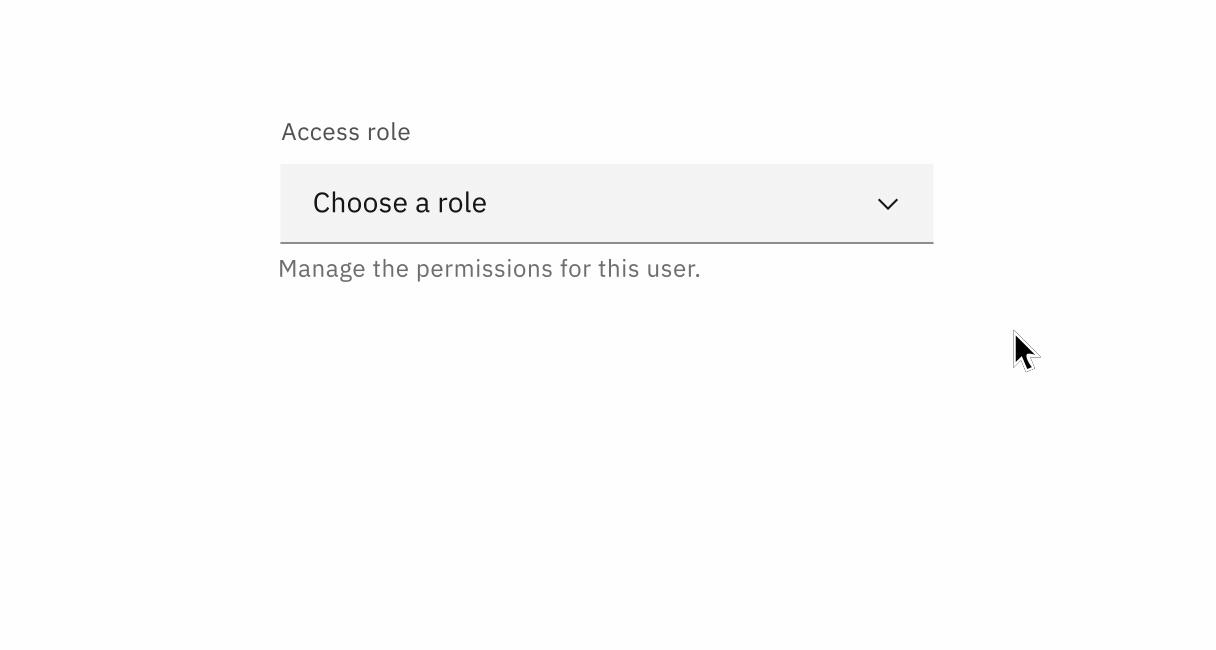 Access role
Choose a role
Manage the permissions for this user.